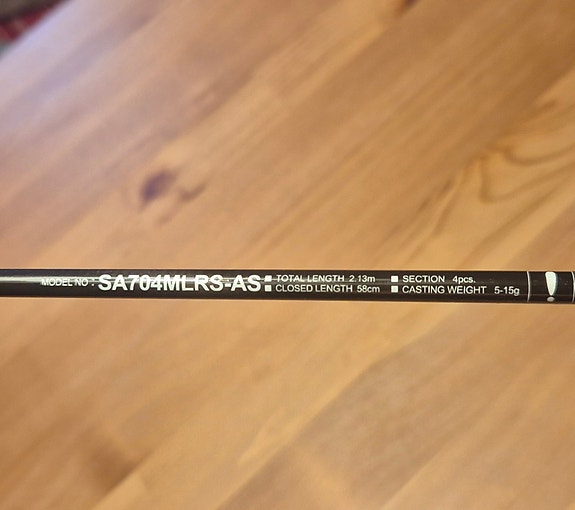 MODEL NO : SA704MLRS-AS
■ TOTAL LENGTH 2.13m ■ SECTION 4pcs.
■ CLOSED LENGTH 58cm ■ CASTING WEIGHT 5-15g